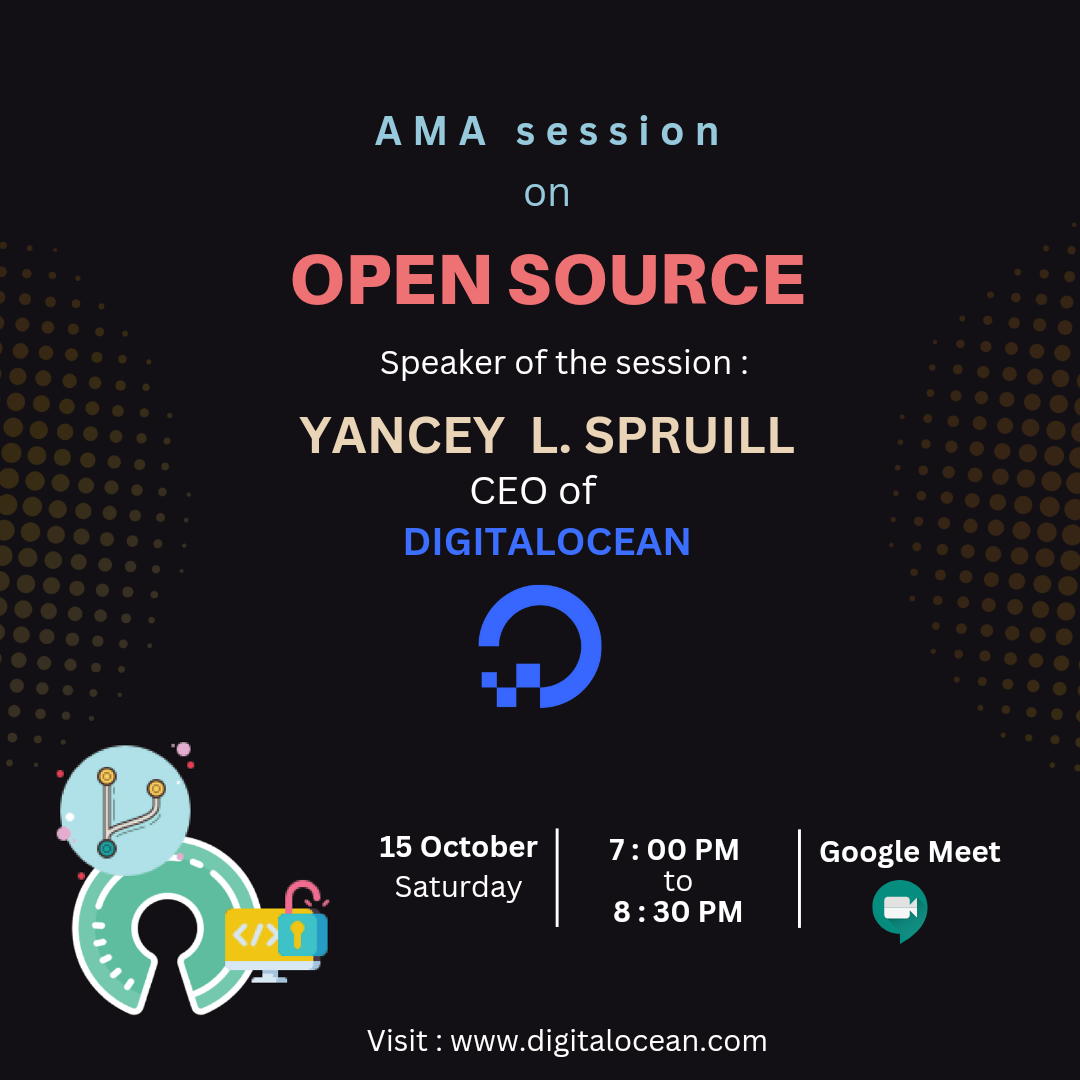 AMA session
on
OPEN SOURCE
Speaker of the session :
YANCEY L. SPRUILL
CEO of
DIGITALOCEAN
15 October
Saturday
7 : 00 PM
to
8 : 30 PM
Google Meet
</>
Visit : www.digitalocean.com